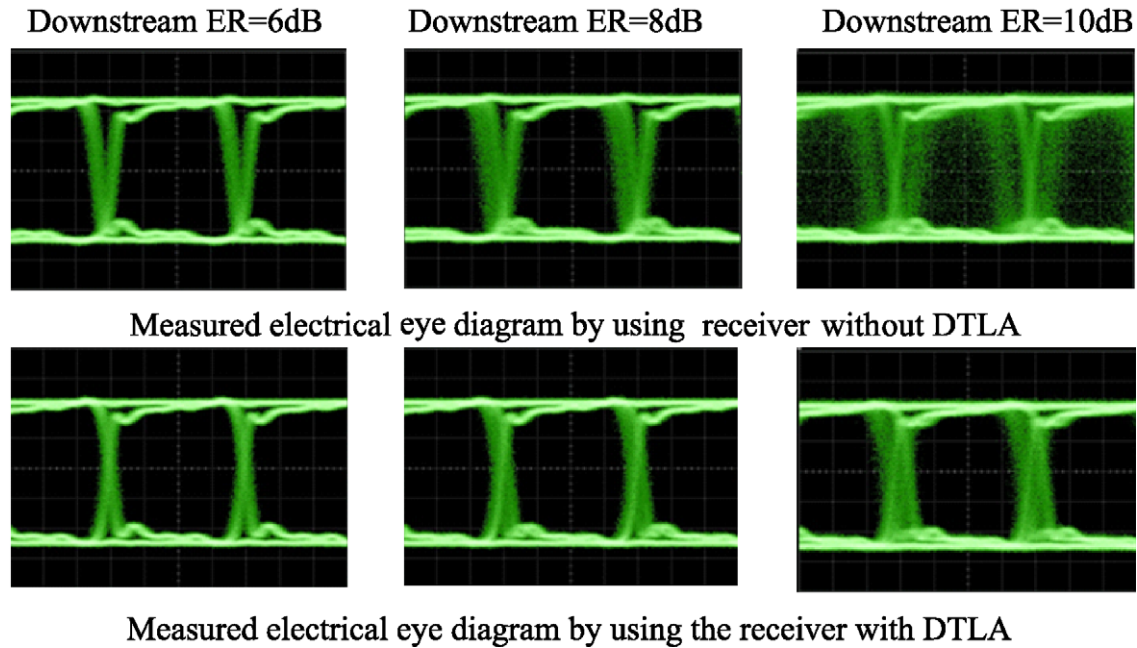 Downstream ER=6dB Downstream ER=8dB Downstream ER=10dB
Measured electrical eye diagram by using receiver without DTLA
Measured electrical eye diagram by using the receiver with DTLA